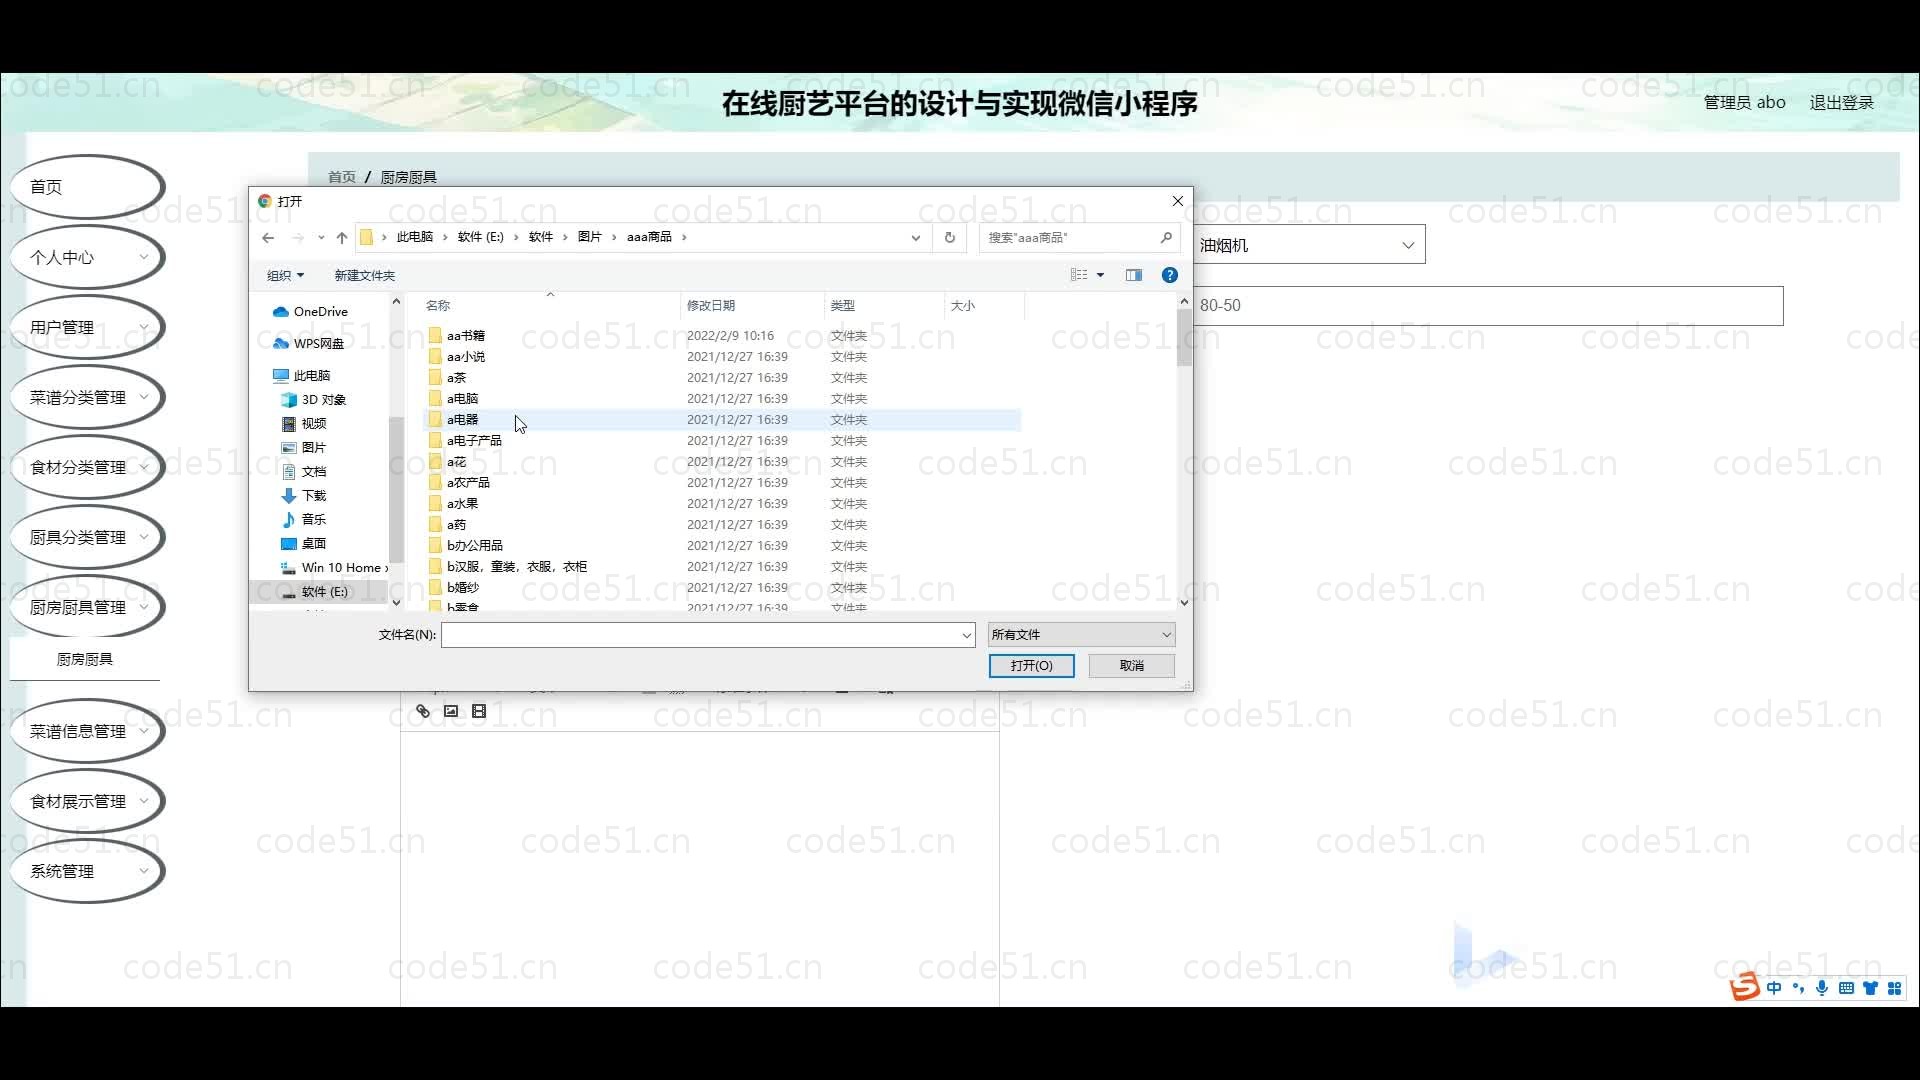 在线厨艺平台的设计与实现微信小程序
管理员 abo
退出登录
首页
个人中心
用户管理
菜谱分类管理
食材分类管理
厨具分类管理
厨房厨具管理
厨房厨具
菜谱信息管理
食材展示管理
系统管理
首页 / 厨房厨具
油烟机
80-50
打开
此电脑 › 软件 (E:) › 软件 › 图片 › aaa商品 ›
搜索"aaa商品"
组织
新建文件夹
OneDrive
WPS网盘
此电脑
3D 对象
视频
图片
文档
下载
音乐
桌面
Win 10 Home x
软件 (E:)
名称 修改日期 类型 大小
aa书籍 2022/2/9 10:16 文件夹
aa小说 2021/12/27 16:39 文件夹
a茶 2021/12/27 16:39 文件夹
a电脑 2021/12/27 16:39 文件夹
a电器 2021/12/27 16:39 文件夹
a电子产品 2021/12/27 16:39 文件夹
a花 2021/12/27 16:39 文件夹
a农产品 2021/12/27 16:39 文件夹
a水果 2021/12/27 16:39 文件夹
a药 2021/12/27 16:39 文件夹
b办公用品 2021/12/27 16:39 文件夹
b汉服，童装，衣服，衣柜 2021/12/27 16:39 文件夹
b婚纱 2021/12/27 16:39 文件夹
b零食 2021/12/27 16:39 文件夹
文件名(N):
所有文件
打开(O)
取消
中
code51.cn